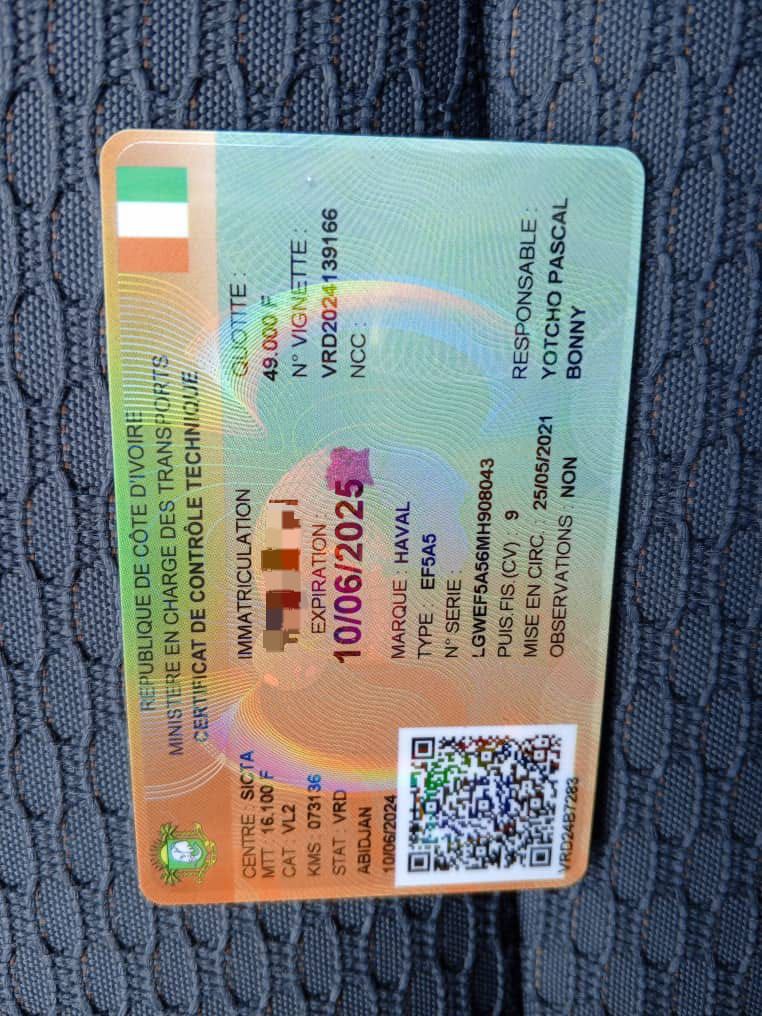 REPUBLIQUE DE CÔTE D'IVOIRE
MINISTERE EN CHARGE DES TRANSPORTS
CERTIFICAT DE CONTRÔLE TECHNIQUE
CENTRE : SICTA
MTT : 16.100 F
CAT : VL2
KMS : 073136
STAT : VRD
ABIDJAN
10/06/2024
VRD24B7283
IMMATRICULATION
EXPIRATION :
10/06/2025
MARQUE : HAVAL
TYPE : EF5A5
N° SERIE :
LGWEF5A56MH908043
PUIS.FIS.(CV) : 9
MISE EN CIRC. : 25/05/2021
OBSERVATIONS : NON
QUOTITE :
49.000 F
N° VIGNETTE :
VRD2024139166
NCC :
RESPONSABLE :
YOTCHO PASCAL
BONNY